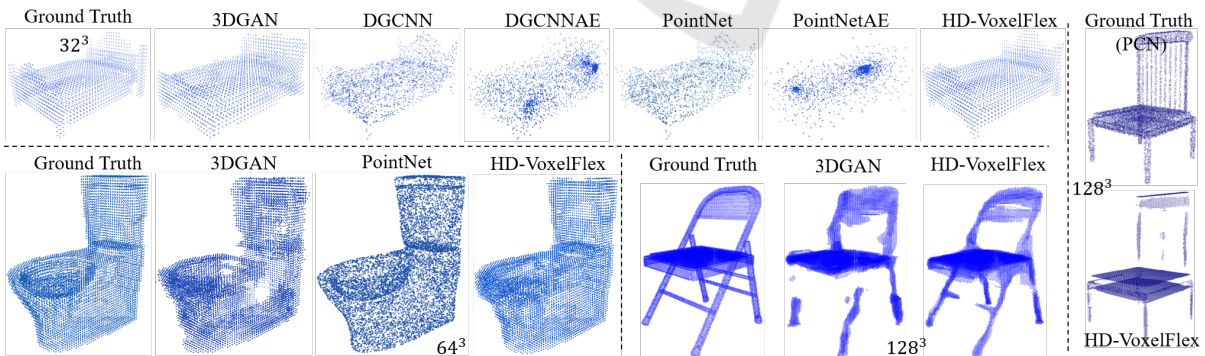 Ground Truth 3DGAN DGCNN DGCNNAE PointNet PointNetAE HD-VoxelFlex
32³
Ground Truth
(PCN)
Ground Truth 3DGAN PointNet HD-VoxelFlex
64³
Ground Truth 3DGAN HD-VoxelFlex
128³
128³
HD-VoxelFlex